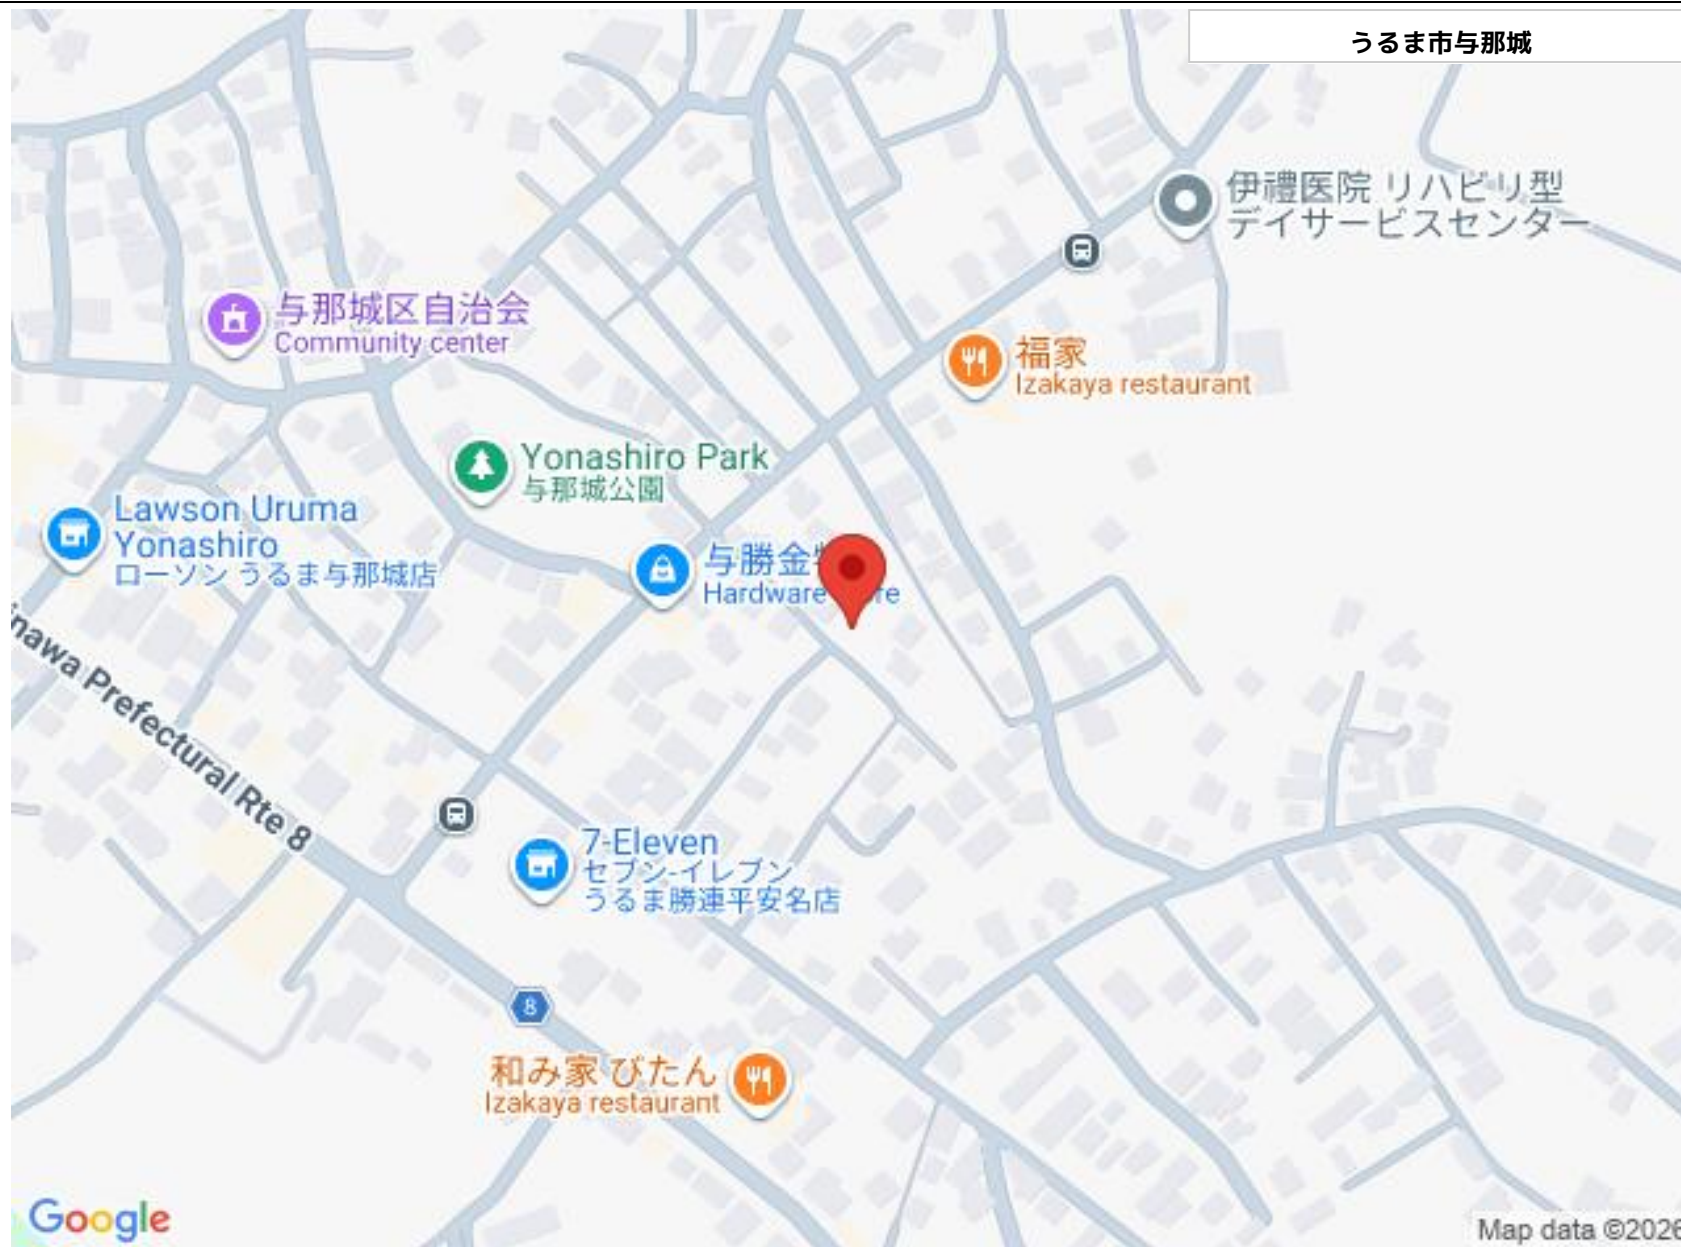 うるま市与那城
伊禮医院 リハビリ型
デイサービスセンター
与那城区自治会
Community center
福家
Izakaya restaurant
Yonashiro Park
与那城公園
Lawson Uruma
Yonashiro
ローソン うるま与那城店
与勝金
Hardware
Prefectural Rte 8
7-Eleven
セブン-イレブン
うるま勝連平安名店
8
和み家 びたん
Izakaya restaurant
Google
Map data ©2026